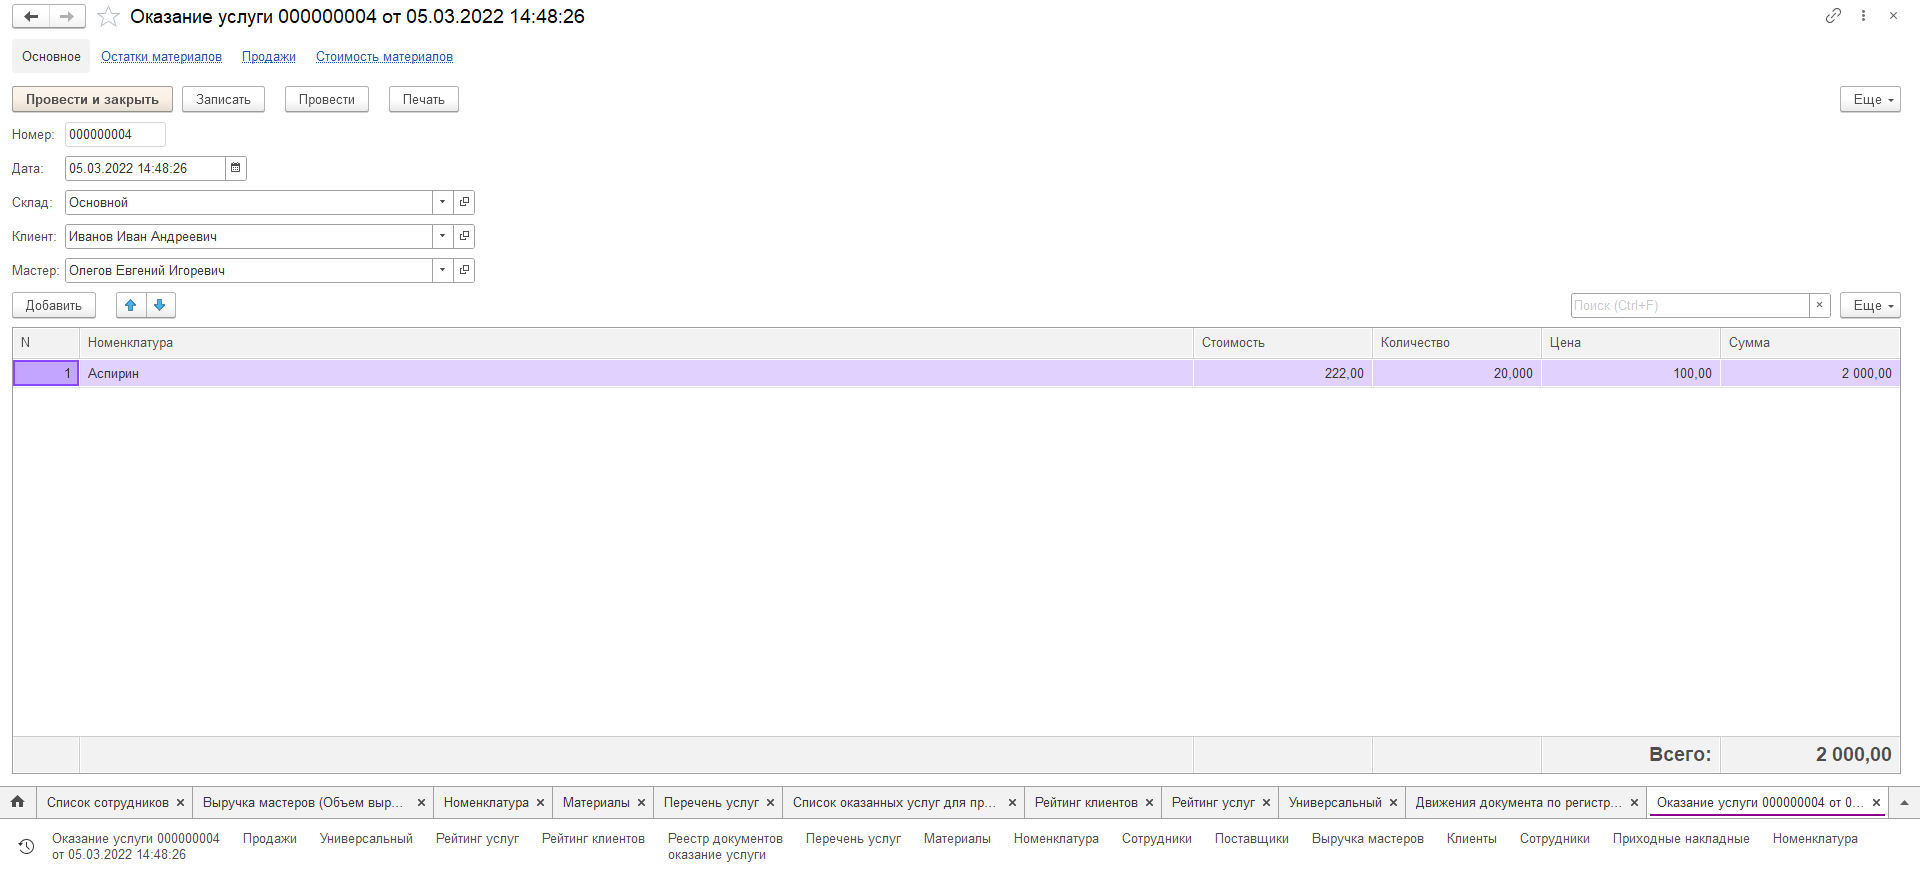 Оказание услуги 000000004 от 05.03.2022 14:48:26
Основное Остатки материалов Продажи Стоимость материалов
Провести и закрыть Записать Провести Печать Еще
Номер: 000000004
Дата: 05.03.2022 14:48:26
Склад: Основной
Клиент: Иванов Иван Андреевич
Мастер: Олегов Евгений Игоревич
Добавить Поиск (Ctrl+F) × Еще
N Номенклатура Стоимость Количество Цена Сумма
1 Аспирин 222,00 20,000 100,00 2 000,00
Всего: 2 000,00
Список сотрудников × Выручка мастеров (Объем выр... × Номенклатура × Материалы × Перечень услуг × Список оказанных услуг для пр... × Рейтинг клиентов × Рейтинг услуг × Универсальный × Движения документа по регистр... × Оказание услуги 000000004 от 0... ×
Оказание услуги 000000004 Продажи Универсальный Рейтинг услуг Рейтинг клиентов Реестр документов Перечень услуг Материалы Номенклатура Сотрудники Поставщики Выручка мастеров Клиенты Сотрудники Приходные накладные Номенклатура
от 05.03.2022 14:48:26 оказание услуги